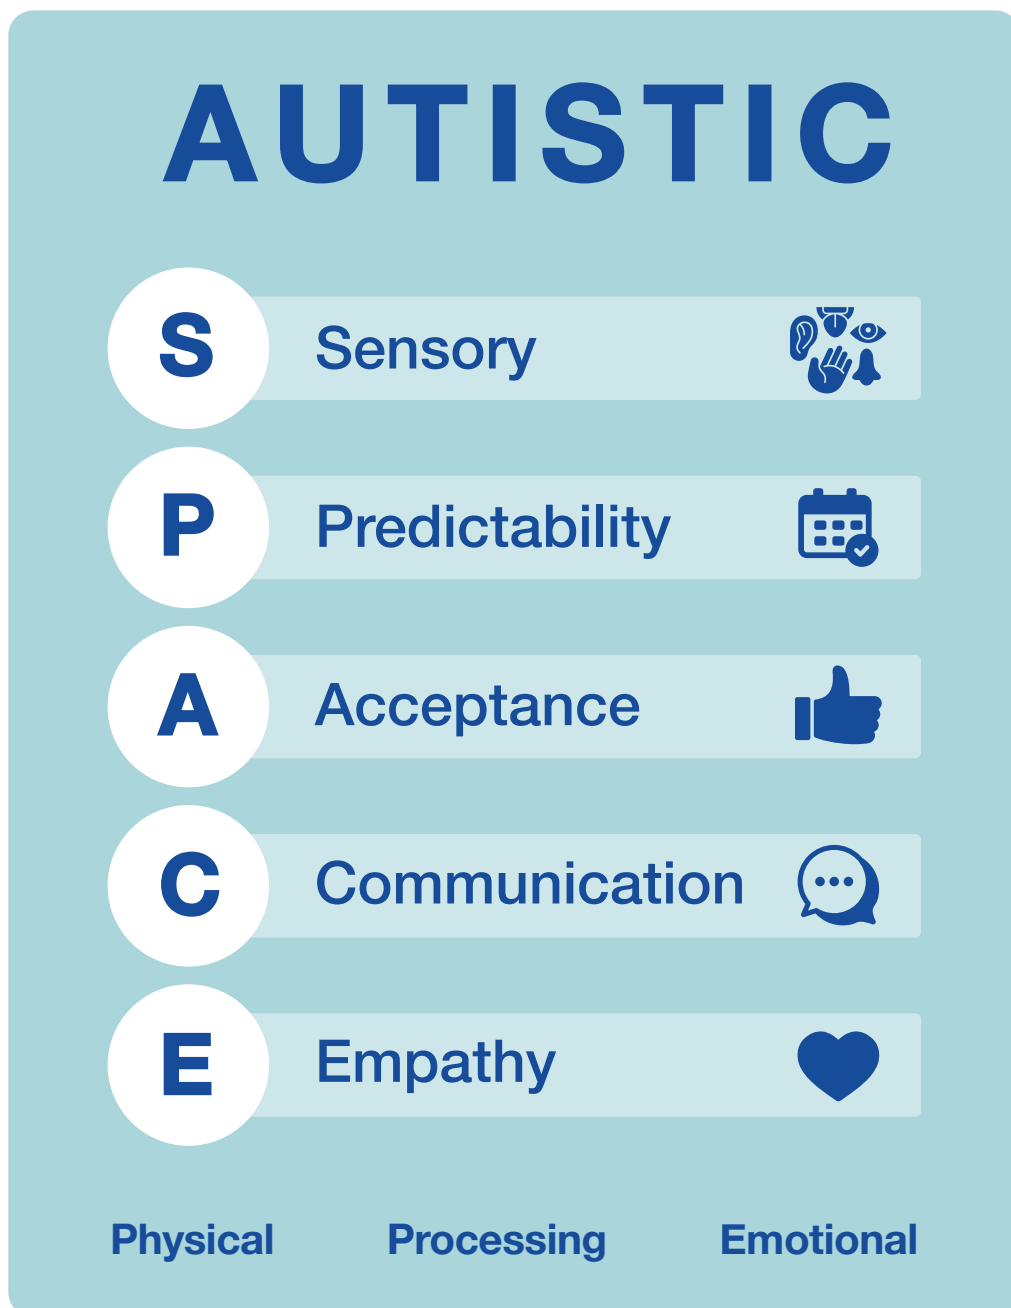 AUTISTIC
S Sensory
P Predictability
A Acceptance
C Communication
E Empathy
Physical Processing Emotional